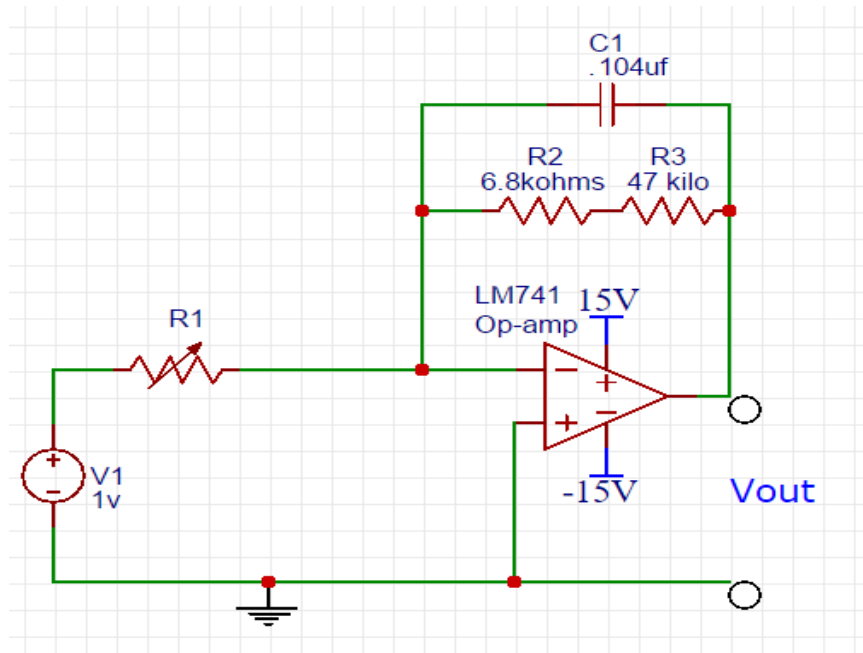 C1
.104uf
R2 R3
6.8kohms 47 kilo
LM741 15V
Op-amp
R1
V1
1v
-15V
Vout